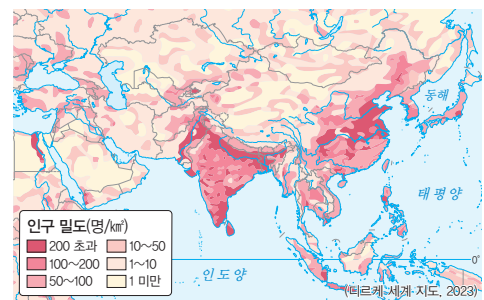 동해
태평양
인구 밀도(명/㎢)
200 초과
10～50
100～200
1～10
50～100
1 미만
0°
인도양
(디르케 세계 지도, 2023)